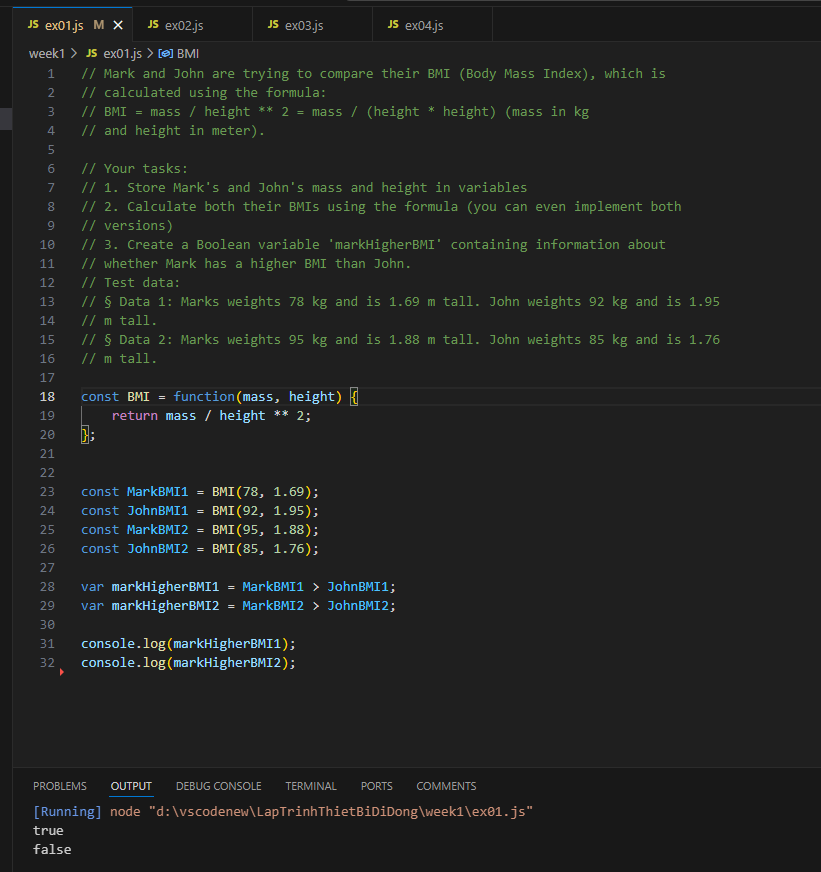 JS ex01.js M ✕ JS ex02.js JS ex03.js JS ex04.js
week1 > JS ex01.js > BMI
1 // Mark and John are trying to compare their BMI (Body Mass Index), which is
2 // calculated using the formula:
3 // BMI = mass / height ** 2 = mass / (height * height) (mass in kg
4 // and height in meter).
5
6 // Your tasks:
7 // 1. Store Mark's and John's mass and height in variables
8 // 2. Calculate both their BMIs using the formula (you can even implement both
9 // versions)
10 // 3. Create a Boolean variable 'markHigherBMI' containing information about
11 // whether Mark has a higher BMI than John.
12 // Test data:
13 // § Data 1: Marks weights 78 kg and is 1.69 m tall. John weights 92 kg and is 1.95
14 // m tall.
15 // § Data 2: Marks weights 95 kg and is 1.88 m tall. John weights 85 kg and is 1.76
16 // m tall.
17
18 const BMI = function(mass, height) {
19     return mass / height ** 2;
20 };
21
22
23 const MarkBMI1 = BMI(78, 1.69);
24 const JohnBMI1 = BMI(92, 1.95);
25 const MarkBMI2 = BMI(95, 1.88);
26 const JohnBMI2 = BMI(85, 1.76);
27
28 var markHigherBMI1 = MarkBMI1 > JohnBMI1;
29 var markHigherBMI2 = MarkBMI2 > JohnBMI2;
30
31 console.log(markHigherBMI1);
32 console.log(markHigherBMI2);
PROBLEMS OUTPUT DEBUG CONSOLE TERMINAL PORTS COMMENTS
[Running] node "d:\vscodenew\LapTrinhThietBiDiDong\week1\ex01.js"
true
false